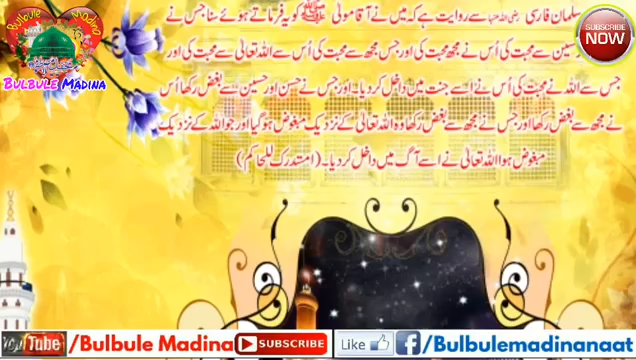 سلمان فارسی رضی اللہ عنہ سے روایت ہے کہ میں نے آقا مولیٰ ﷺ کو یہ فرماتے ہوئے سنا جس نے
حسین سے محبت کی اُس نے مجھ سے محبت کی اور جس مجھ سے محبت کی اُس سے اللہ تعالی سے محبت کی اور
جس سے اللہ نے محبت کی اُس نے اسے جنت میں داخل کر دیا۔ اور جس نے حسن اور حسین سے بغض رکھا اُس
نے مجھ سے بغض رکھا اور جس نے مجھ سے بغض رکھا وہ اللہ تعالی کے نزدیک مبغوض ہو گیا اور جو اللہ کے نزدیک
مبغوض ہوا اللہ تعالی نے اسے آگ میں داخل کر دیا۔ (المستدرک للحاکم)
SUBSCRIBE
NOW
Bulbule Madina
BULBULE MADINA
YouTube /Bulbule Madina SUBSCRIBE Like f/Bulbulemadinanaat